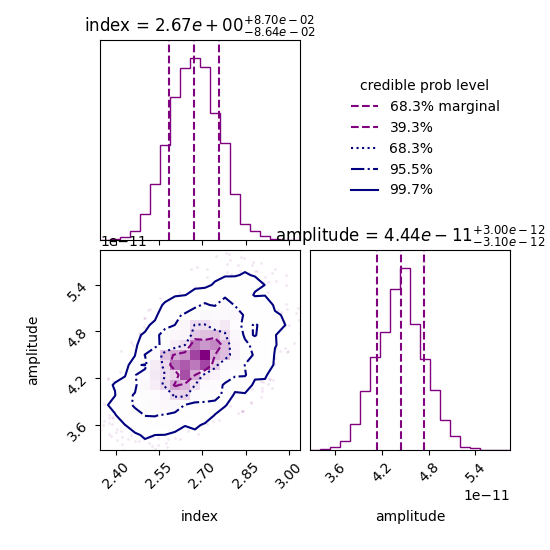 index = 2.67e + 00 +8.70e − 02 −8.64e − 02
credible prob level
68.3% marginal
39.3%
68.3%
95.5%
99.7%
amplitude = 4.44e − 11 +3.00e − 12 −3.10e − 12
1e−11
5.4
4.8
4.2
3.6
amplitude
2.40 2.55 2.70 2.85 3.00
index
3.6 4.2 4.8 5.4
1e−11
amplitude